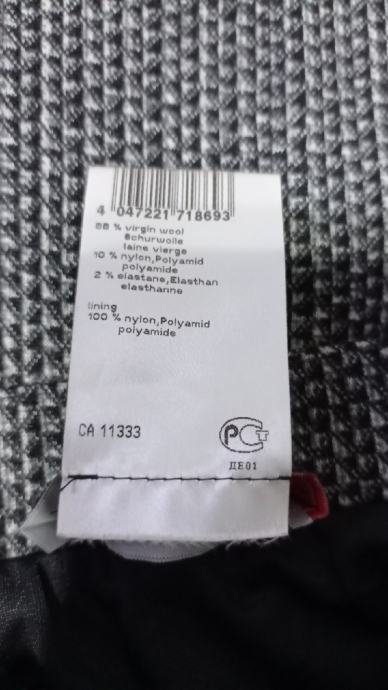 4 047221 718693
88 % virgin wool
Schurwolle
laine vierge
10 % nylon,Polyamid
polyamide
2 % elastane,Elasthan
elasthanne
lining
100 % nylon,Polyamid
polyamide
CA 11333
РСТ
ДЕ01